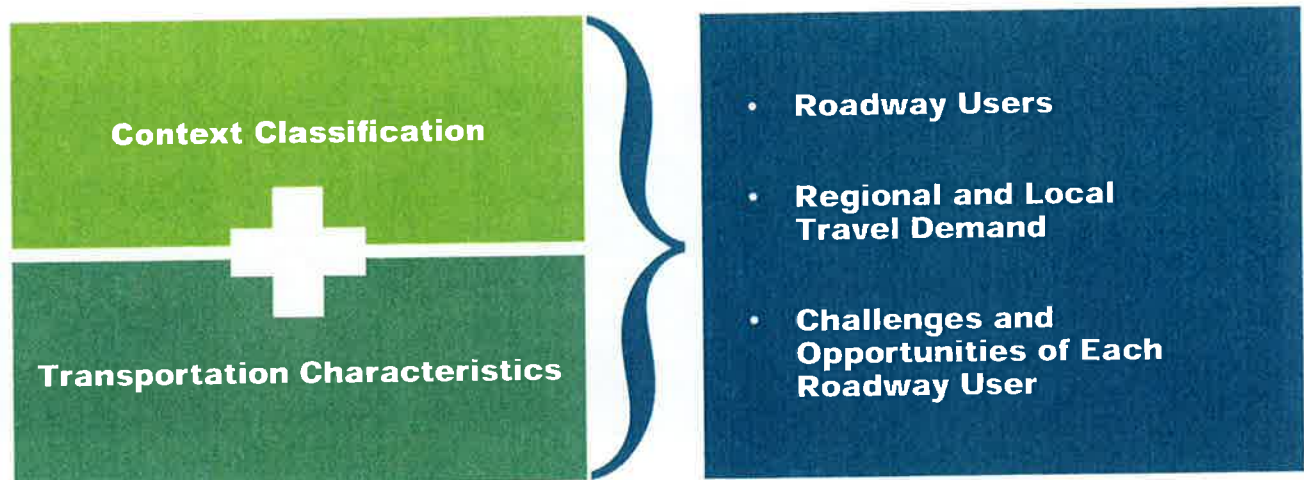 Context Classification
Transportation Characteristics
• Roadway Users
• Regional and Local
Travel Demand
• Challenges and
Opportunities of Each
Roadway User